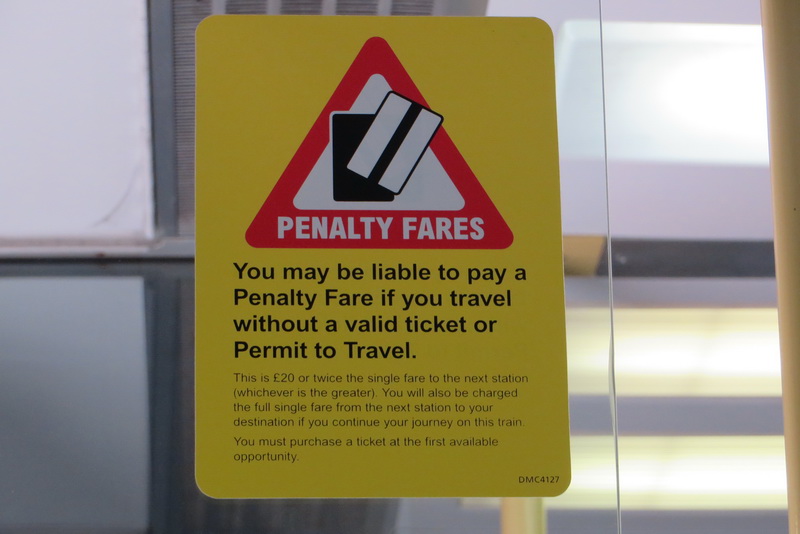 PENALTY FARES
You may be liable to pay a
Penalty Fare if you travel
without a valid ticket or
Permit to Travel.
This is £20 or twice the single fare to the next station
(whichever is the greater). You will also be charged
the full single fare from the next station to your
destination if you continue your journey on this train.
You must purchase a ticket at the first available
opportunity.
DMC4127